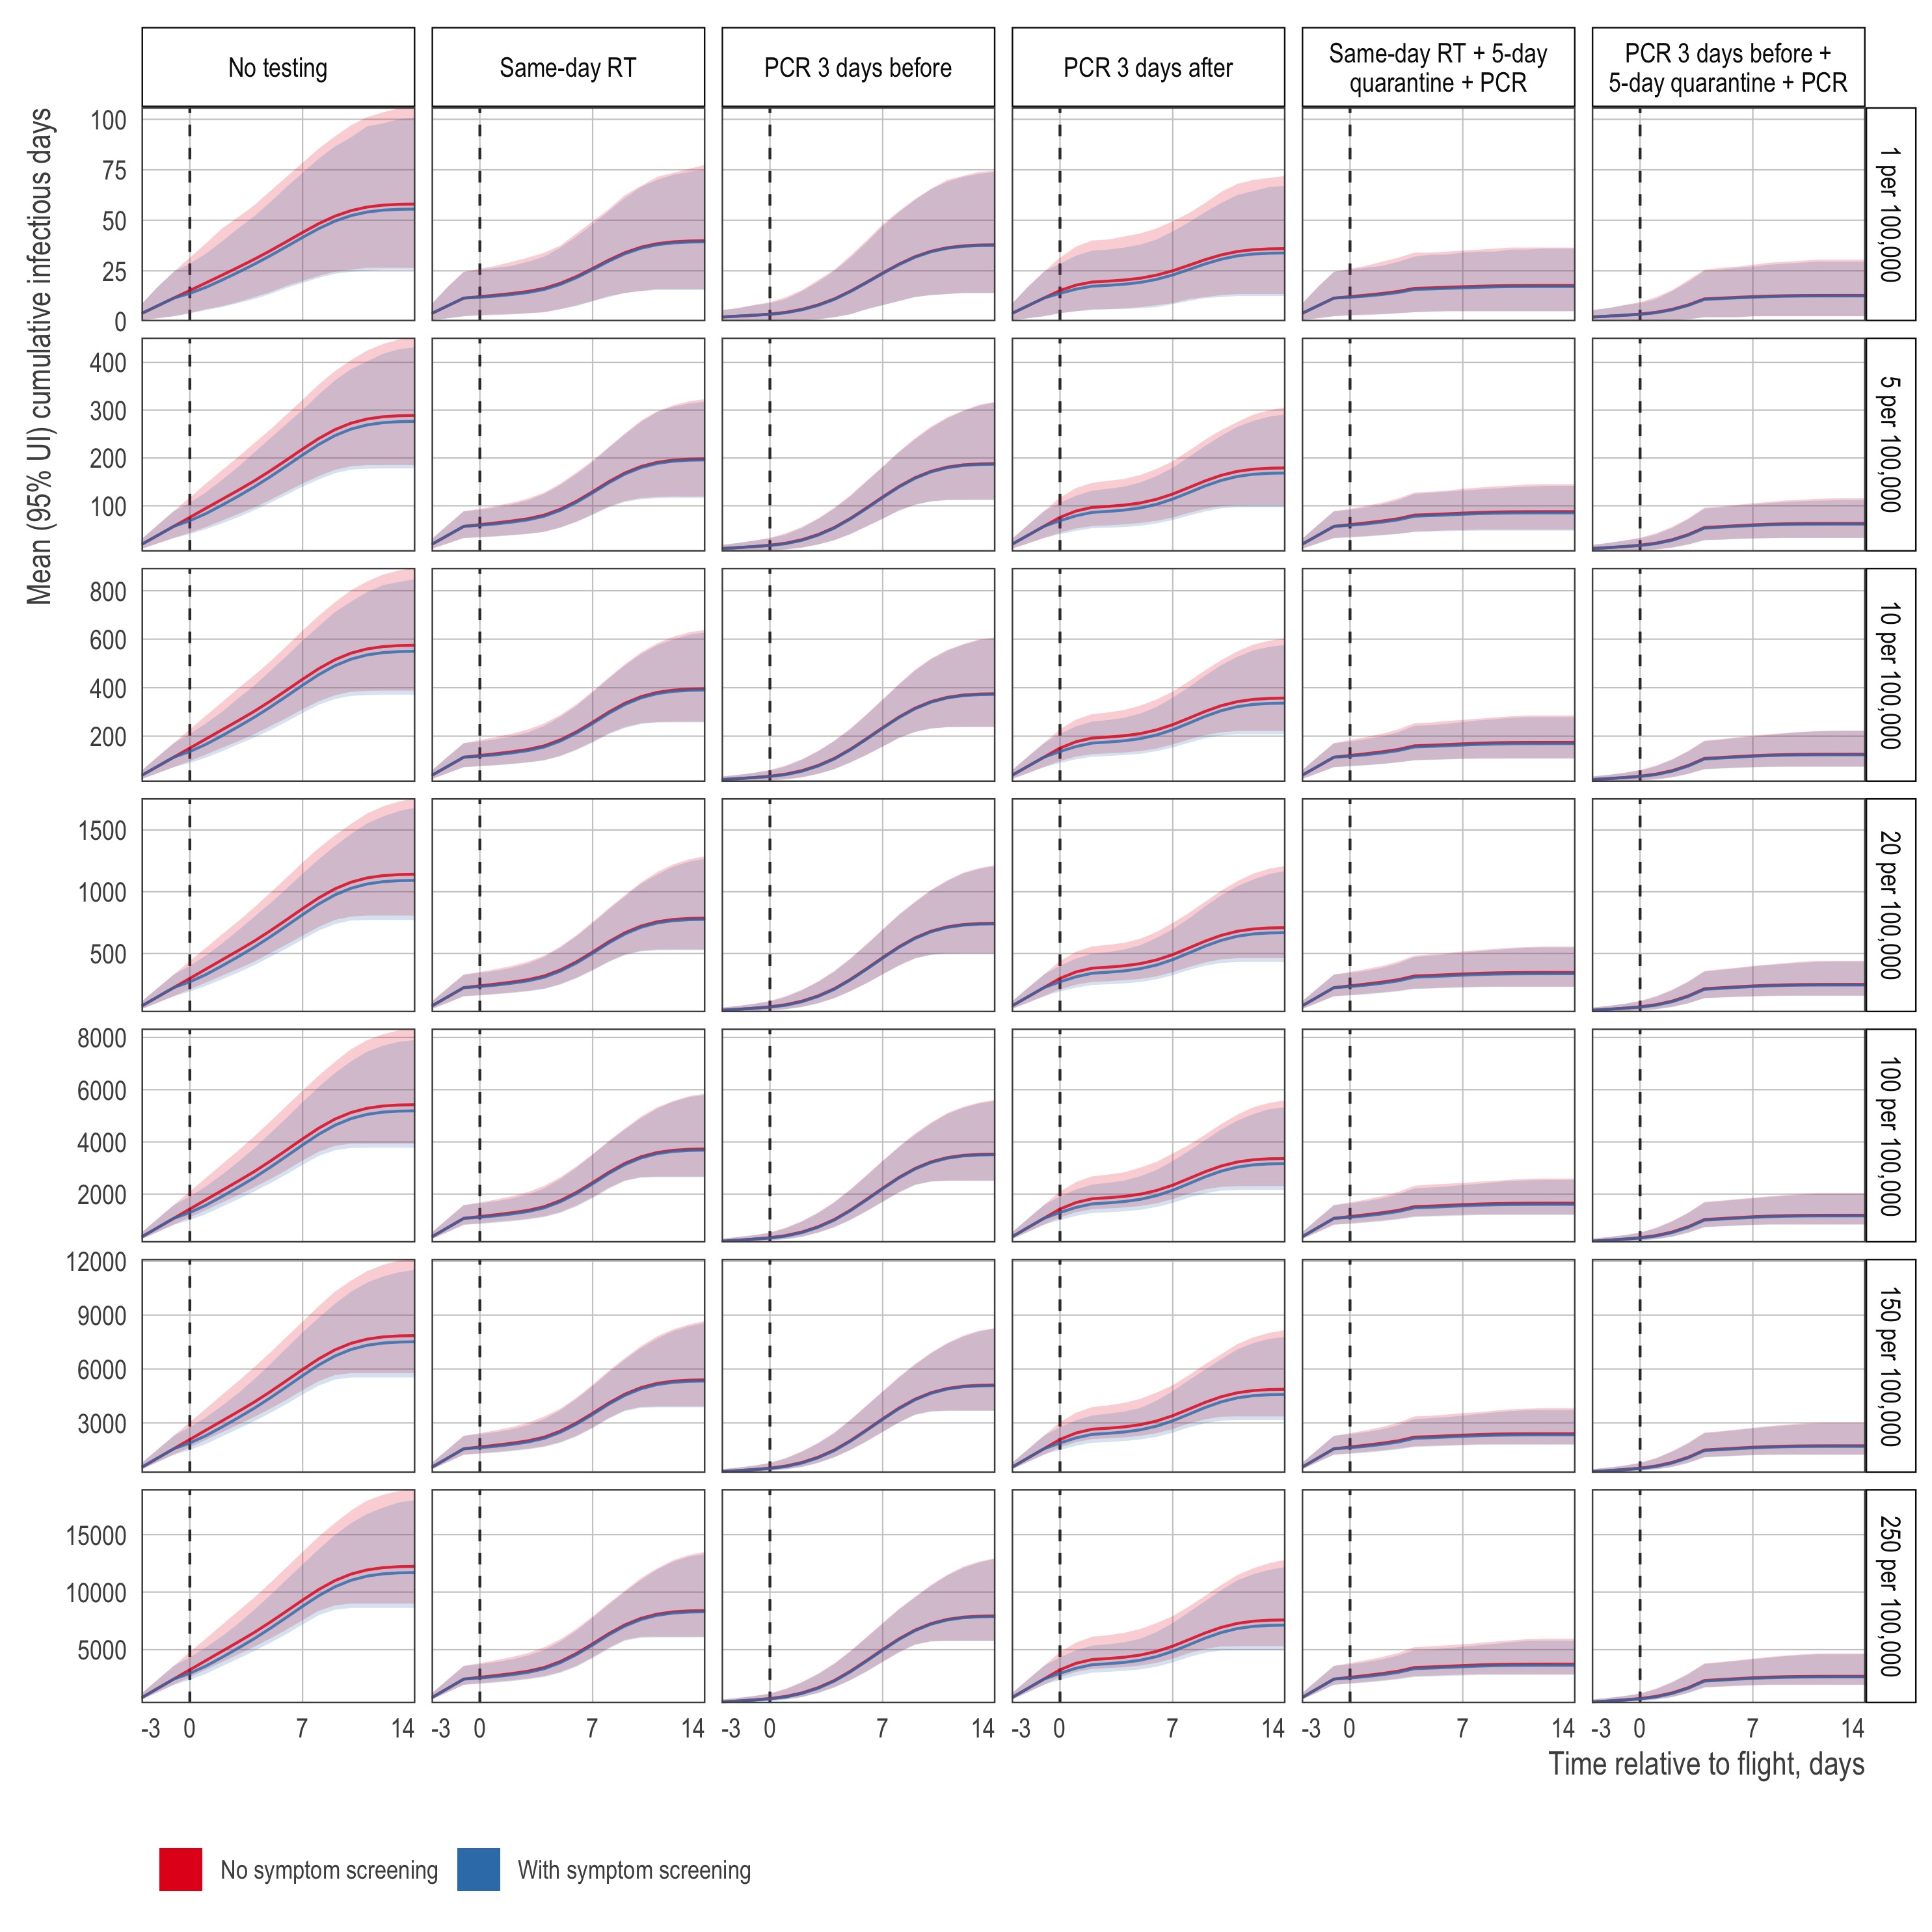 No testing
Same-day RT
PCR 3 days before
PCR 3 days after
Same-day RT + 5-day
quarantine + PCR
PCR 3 days before +
5-day quarantine + PCR
Mean (95% UI) cumulative infectious days
100
75
50
25
0
1 per 100,000
400
300
200
100
5 per 100,000
800
600
400
200
10 per 100,000
1500
1000
500
20 per 100,000
8000
6000
4000
2000
100 per 100,000
12000
9000
6000
3000
150 per 100,000
15000
10000
5000
250 per 100,000
-3 0 7 14
-3 0 7 14
-3 0 7 14
-3 0 7 14
-3 0 7 14
-3 0 7 14
Time relative to flight, days
No symptom screening
With symptom screening